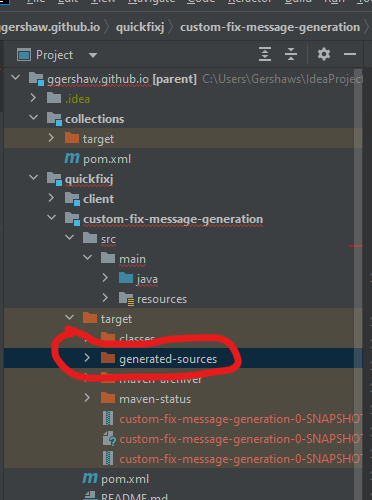 ggershaw.github.io
quickfixj
custom-fix-message-generation
Project
ggershaw.github.io [parent] C:\Users\Gershaws\IdeaProject
.idea
collections
target
pom.xml
quickfixj
client
custom-fix-message-generation
src
main
java
resources
target
classes
generated-sources
maven-archiver
maven-status
custom-fix-message-generation-0-SNAPSHOT
custom-fix-message-generation-0-SNAPSHOT
custom-fix-message-generation-0-SNAPSHOT
pom.xml
README.md